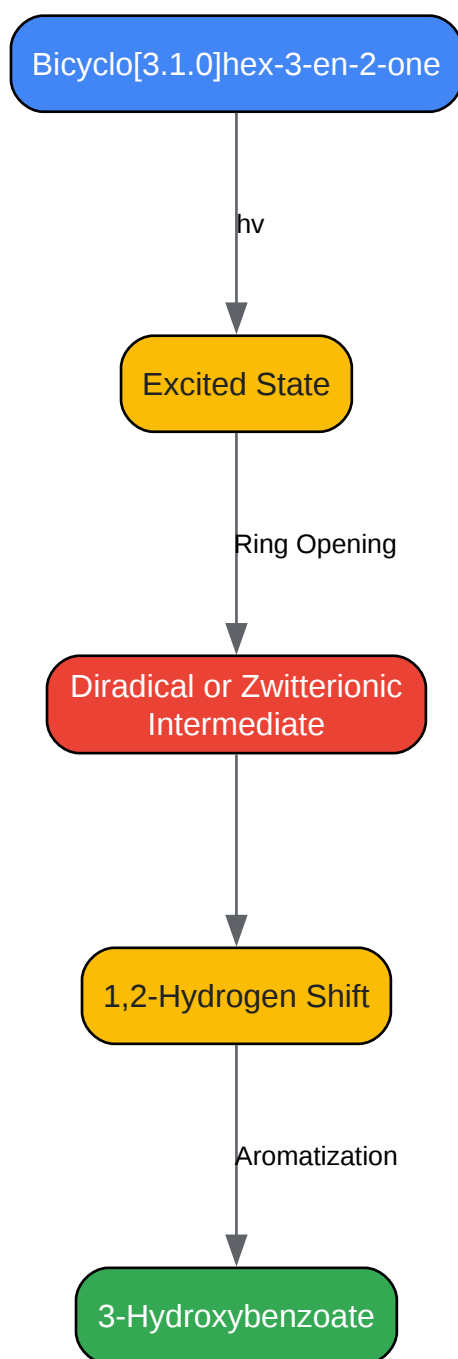 Bicyclo[3.1.0]hex-3-en-2-one
hv
Excited State
Ring Opening
Diradical or Zwitterionic
Intermediate
1,2-Hydrogen Shift
Aromatization
3-Hydroxybenzoate